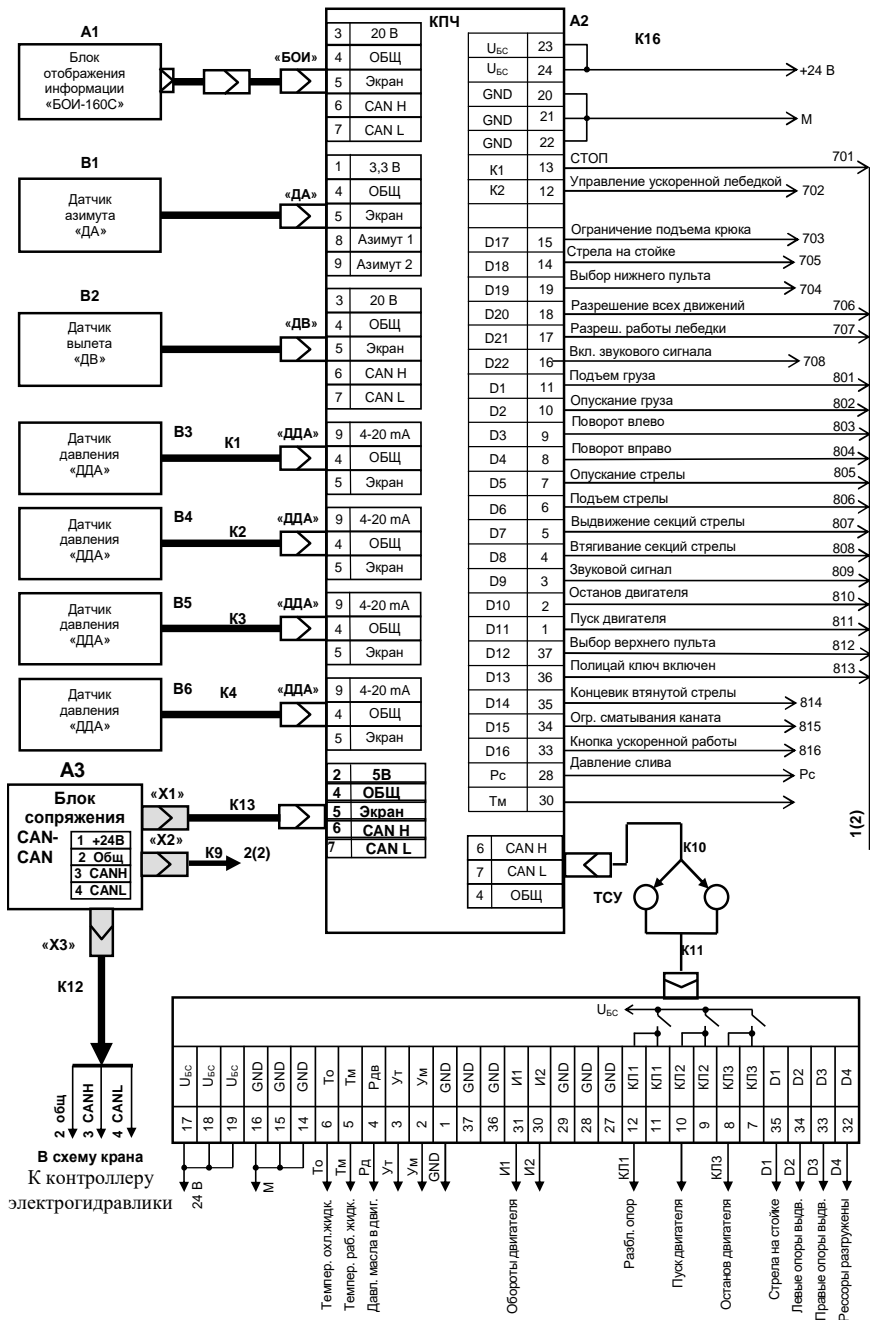 А1
Блок
отображения
информации
«БОИ-160С»
«БОИ»
В1
Датчик
азимута
«ДА»
«ДА»
В2
Датчик
вылета
«ДВ»
«ДВ»
Датчик
давления
«ДДА»
В3
К1
«ДДА»
Датчик
давления
«ДДА»
В4
К2
«ДДА»
Датчик
давления
«ДДА»
В5
К3
«ДДА»
Датчик
давления
«ДДА»
В6
К4
«ДДА»
А3
Блок
сопряжения
CAN-
CAN
1 +24В
2 Общ
3 CANH
4 CANL
«Х1»
К13
«Х2»
К9
2(2)
«Х3»
К12
2 общ
3 CANH
4 CANL
В схему крана
К контроллеру
электрогидравлики
КПЧ
А2
3 20 В
4 ОБЩ
5 Экран
6 CAN H
7 CAN L
1 3,3 В
4 ОБЩ
5 Экран
8 Азимут 1
9 Азимут 2
3 20 В
4 ОБЩ
5 Экран
6 CAN H
7 CAN L
9 4-20 mA
4 ОБЩ
5 Экран
9 4-20 mA
4 ОБЩ
5 Экран
9 4-20 mA
4 ОБЩ
5 Экран
9 4-20 mA
4 ОБЩ
5 Экран
2 5В
4 ОБЩ
5 Экран
6 CAN H
7 CAN L
К16
UБС 23
UБС 24 +24 В
GND 20
GND 21 М
GND 22
К1 13 СТОП 701
К2 12 Управление ускоренной лебедкой 702
D17 15 Ограничение подъема крюка 703
D18 14 Стрела на стойке 705
D19 19 Выбор нижнего пульта 704
D20 18 Разрешение всех движений 706
D21 17 Разреш. работы лебедки 707
D22 16 Вкл. звукового сигнала 708
D1 11 Подъем груза 801
D2 10 Опускание груза 802
D3 9 Поворот влево 803
D4 8 Поворот вправо 804
D5 7 Опускание стрелы 805
D6 6 Подъем стрелы 806
D7 5 Выдвижение секций стрелы 807
D8 4 Втягивание секций стрелы 808
D9 3 Звуковой сигнал 809
D10 2 Останов двигателя 810
D11 1 Пуск двигателя 811
D12 37 Выбор верхнего пульта 812
D13 36 Полицай ключ включен 813
D14 35 Концевик втянутой стрелы 814
D15 34 Огр. сматывания каната 815
D16 33 Кнопка ускоренной работы 816
Рс 28 Давление слива Рс
Тм 30
1(2)
6 CAN H
7 CAN L
4 ОБЩ
К10
ТСУ
К11
UБС
UБС 17
UБС 18
UБС 19
GND 16
GND 15
GND 14
То 6
Тм 5
Рдв 4
Ут 3
Ум 2
GND 1
GND 37
GND 36
И1 31
И2 30
GND 29
GND 28
GND 27
КП1 12
КП1 11
КП2 10
КП2 9
КП3 8
КП3 7
D1 35
D2 34
D3 33
D4 32
24 В
М
То
Тм
Рд
Ут
Ум
GND
И1
И2
КП1
КП3
D1
D2
D3
D4
Темпер. охл.жидк.
Темпер. раб. жидк.
Давл. масла в двиг.
Обороты двигателя
Разбл. опор
Пуск двигателя
Останов двигателя
Стрела на стойке
Левые опоры выдв.
Правые опоры выдв.
Рессоры разгружены